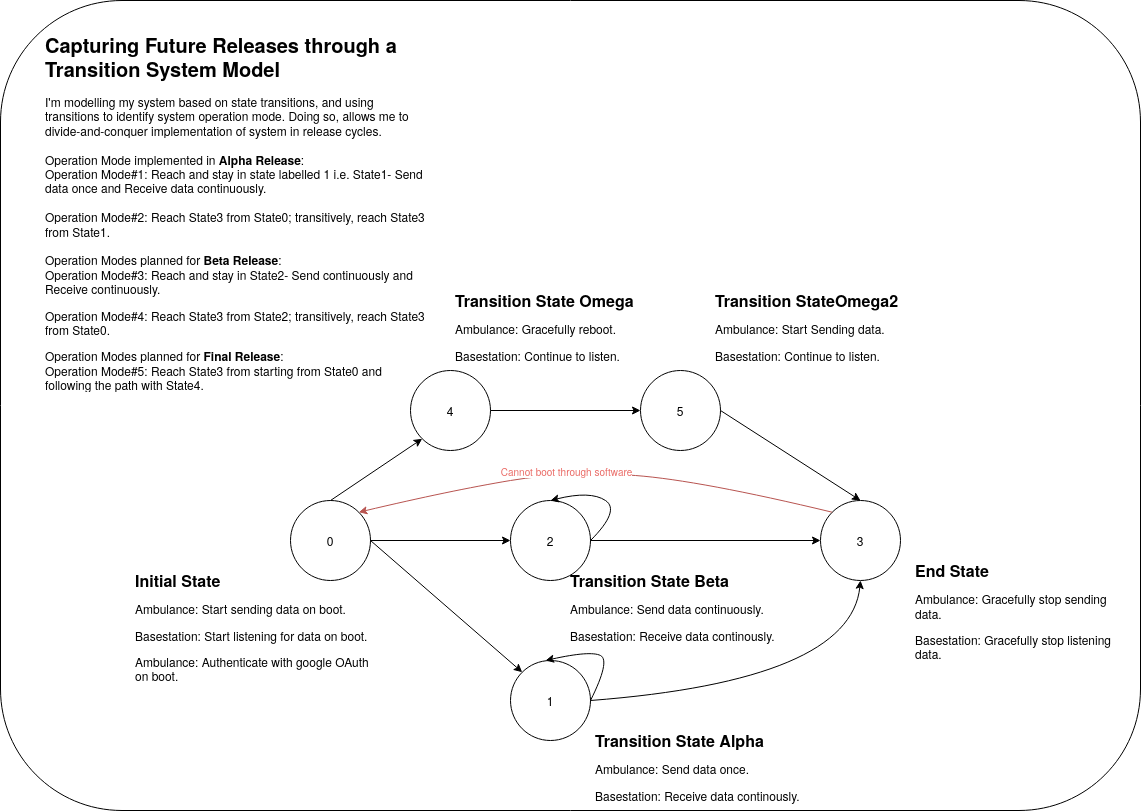 Capturing Future Releases through a
Transition System Model
I'm modelling my system based on state transitions, and using
transitions to identify system operation mode. Doing so, allows me to
divide-and-conquer implementation of system in release cycles.
Operation Mode implemented in Alpha Release:
Operation Mode#1: Reach and stay in state labelled 1 i.e. State1- Send
data once and Receive data continuously.
Operation Mode#2: Reach State3 from State0; transitively, reach State3
from State1.
Operation Modes planned for Beta Release:
Operation Mode#3: Reach and stay in State2- Send continuously and
Receive continuously.
Operation Mode#4: Reach State3 from State2; transitively, reach State3
from State0.
Operation Modes planned for Final Release:
Operation Mode#5: Reach State3 from starting from State0 and
following the path with State4.
Transition State Omega
Ambulance: Gracefully reboot.
Basestation: Continue to listen.
Transition StateOmega2
Ambulance: Start Sending data.
Basestation: Continue to listen.
4
5
Cannot boot through software
0
2
3
Initial State
Ambulance: Start sending data on boot.
Basestation: Start listening for data on boot.
Ambulance: Authenticate with google OAuth
on boot.
Transition State Beta
Ambulance: Send data continuously.
Basestation: Receive data continously.
End State
Ambulance: Gracefully stop sending
data.
Basestation: Gracefully stop listening
data.
1
Transition State Alpha
Ambulance: Send data once.
Basestation: Receive data continously.